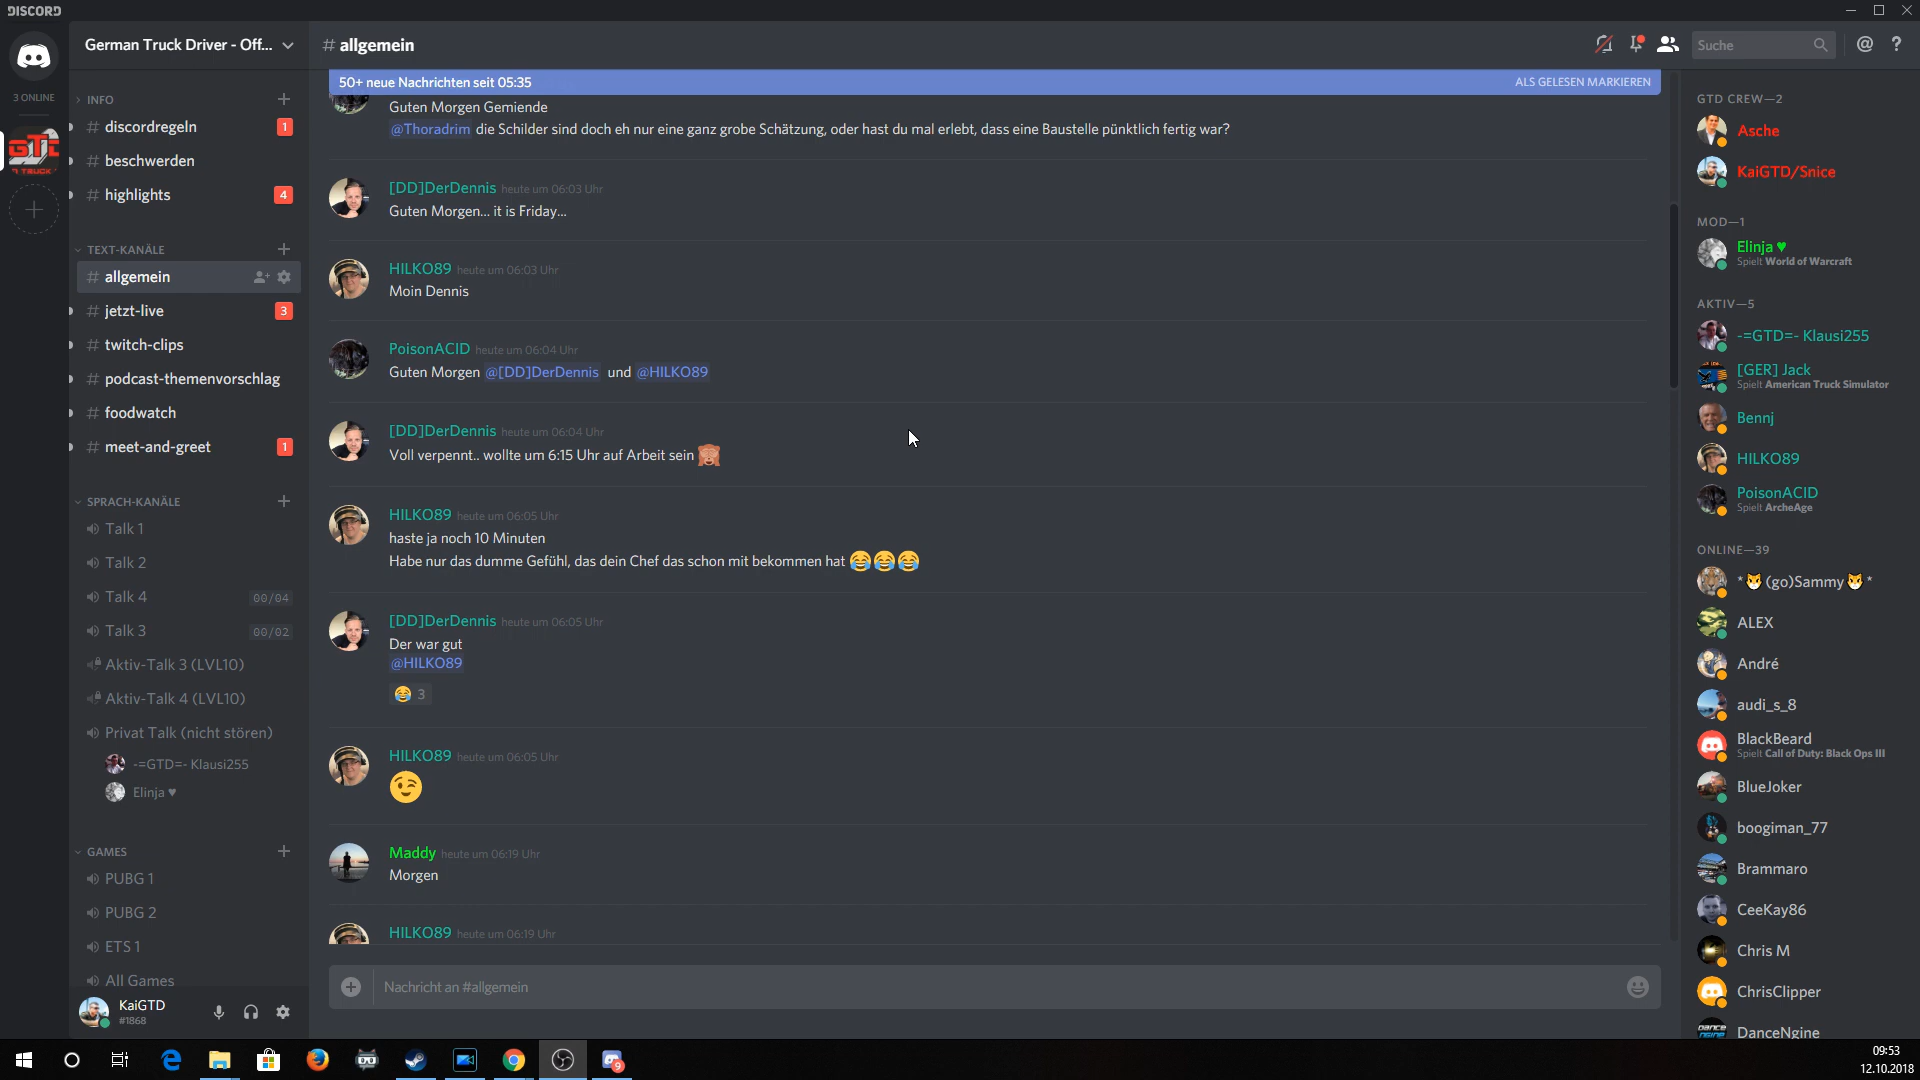 DISCORD
German Truck Driver - Off...
# allgemein
Suche
3 ONLINE
INFO
# discordregeln 1
# beschwerden
# highlights 4
TEXT-KANÄLE
# allgemein
# jetzt-live 3
# twitch-clips
# podcast-themenvorschlag
# foodwatch
# meet-and-greet 1
SPRACH-KANÄLE
Talk 1
Talk 2
Talk 4 00/04
Talk 3 00/02
Aktiv-Talk 3 (LVL10)
Aktiv-Talk 4 (LVL10)
Privat Talk (nicht stören)
-=GTD=- Klausi255
Elinja ♥
GAMES
PUBG 1
PUBG 2
ETS 1
All Games
KaiGTD
#1868
50+ neue Nachrichten seit 05:35 ALS GELESEN MARKIEREN
Guten Morgen Gemiende
@Thoradrim die Schilder sind doch eh nur eine ganz grobe Schätzung, oder hast du mal erlebt, dass eine Baustelle pünktlich fertig war?
[DD]DerDennis heute um 06:03 Uhr
Guten Morgen... it is Friday...
HILKO89 heute um 06:03 Uhr
Moin Dennis
PoisonACID heute um 06:04 Uhr
Guten Morgen @[DD]DerDennis und @HILKO89
[DD]DerDennis heute um 06:04 Uhr
Voll verpennt.. wollte um 6:15 Uhr auf Arbeit sein 🙈
HILKO89 heute um 06:05 Uhr
haste ja noch 10 Minuten
Habe nur das dumme Gefühl, das dein Chef das schon mit bekommen hat 😂😂😂
[DD]DerDennis heute um 06:05 Uhr
Der war gut
@HILKO89
😂 3
HILKO89 heute um 06:05 Uhr
😉
Maddy heute um 06:19 Uhr
Morgen
HILKO89 heute um 06:19 Uhr
Nachricht an #allgemein
GTD CREW—2
Asche
KaiGTD/Snice
MOD—1
Elinja ♥
Spielt World of Warcraft
AKTIV—5
-=GTD=- Klausi255
[GER] Jack
Spielt American Truck Simulator
Bennj
HILKO89
PoisonACID
Spielt ArcheAge
ONLINE—39
*🐯(go)Sammy🐯*
ALEX
André
audi_s_8
BlackBeard
Spielt Call of Duty: Black Ops III
BlueJoker
boogiman_77
Brammaro
CeeKay86
Chris M
ChrisClipper
DanceNgine
9
09:53
12.10.2018